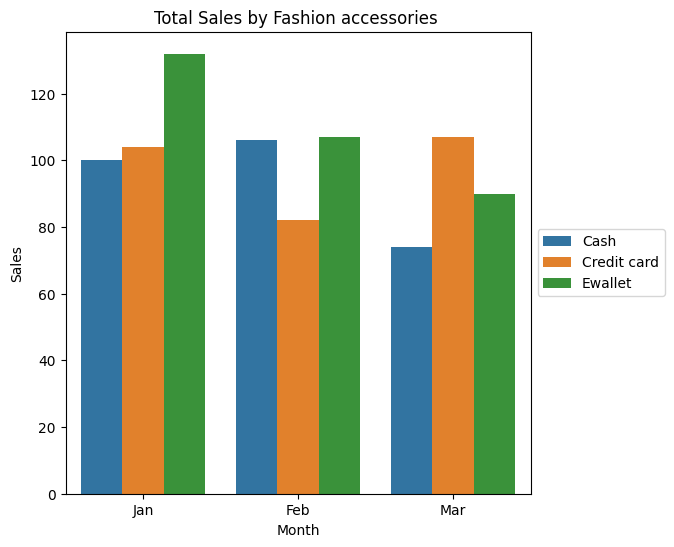 Total Sales by Fashion accessories
Sales
120
100
80
60
40
20
0
Jan Feb Mar
Month
Cash
Credit card
Ewallet